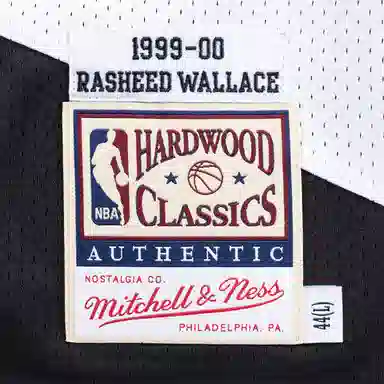 1999-00
RASHEED WALLACE
HARDWOOD
NBA
CLASSICS
AUTHENTIC
NOSTALGIA CO.
Mitchell & Ness
PHILADELPHIA, PA.
44(L)